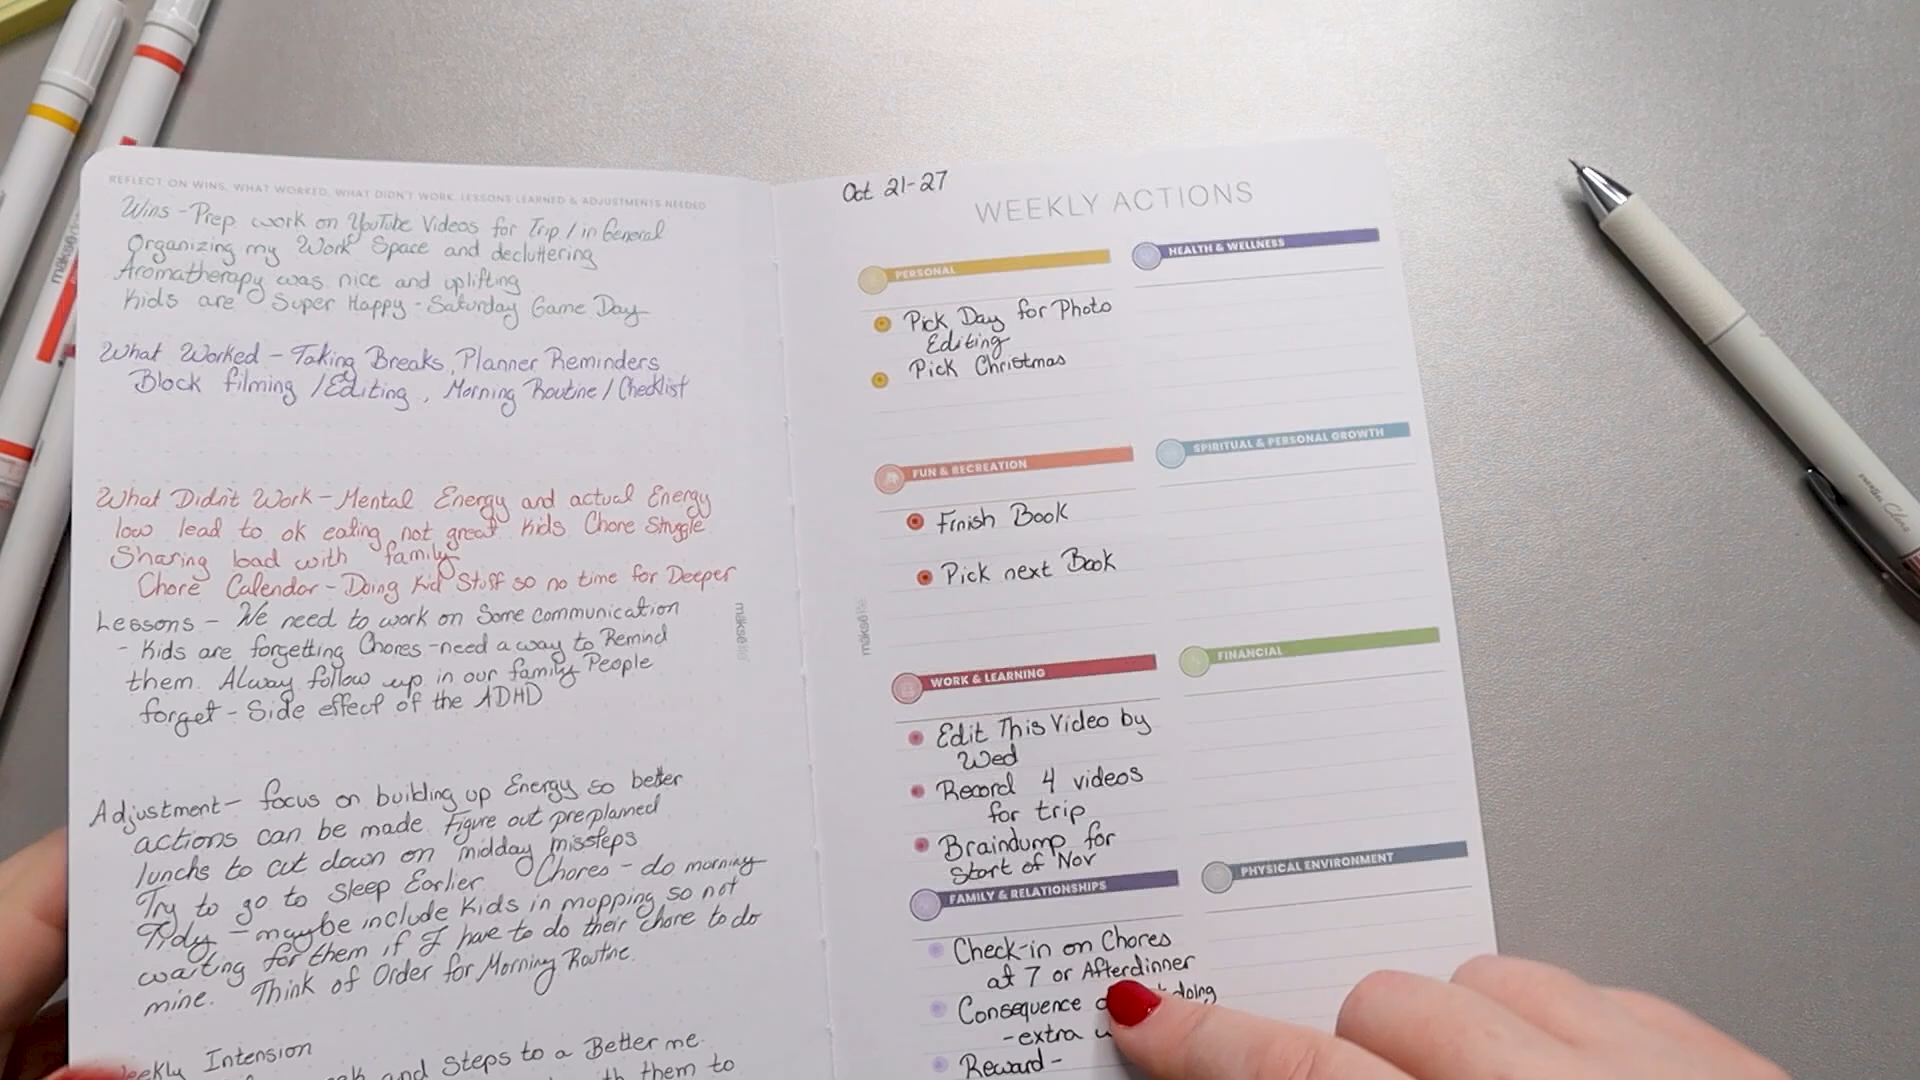 REFLECT ON WINS, WHAT WORKED, WHAT DIDN'T WORK, LESSONS LEARNED & ADJUSTMENTS NEEDED
Wins - Prep work on YouTube Videos for Trip / in General
Organizing my Work Space and decluttering
Aromatherapy was nice and uplifting
Kids are Super Happy - Saturday Game Day
What Worked - Taking Breaks, Planner Reminders
Block filming / Editing, Morning Routine / Checklist
What Didn't Work - Mental Energy and actual Energy
low lead to ok eating not great Kids Chore Struggle
Sharing load with family
Chore Calendar - Doing Kid Stuff so no time for Deeper
Lessons - We need to work on Some communication
- Kids are forgetting Chores - need a way to Remind
them. Alway follow up in our family People
forget - Side effect of the ADHD
Adjustment - focus on building up Energy so better
actions can be made Figure out preplanned
lunchs to cut down on midday missteps
Try to go to Sleep Earlier Chores - do morning
Tidy - maybe include Kids in mopping so not
waiting for them if I have to do their Chore to do
mine. Think of Order for Morning Routine.
Intension
and Steps to a Better me
them to
makselife
Oct 21-27
WEEKLY ACTIONS
PERSONAL
Pick Day for Photo
Editing
Pick Christmas
HEALTH & WELLNESS
FUN & RECREATION
Finish Book
Pick next Book
SPIRITUAL & PERSONAL GROWTH
WORK & LEARNING
Edit This Video by
Wed
Record 4 videos
for trip
Braindump for
Start of Nov
FINANCIAL
FAMILY & RELATIONSHIPS
Check-in on Chores
at 7 or Afterdinner
Consequence doing
- extra
Reward -
PHYSICAL ENVIRONMENT
makselife